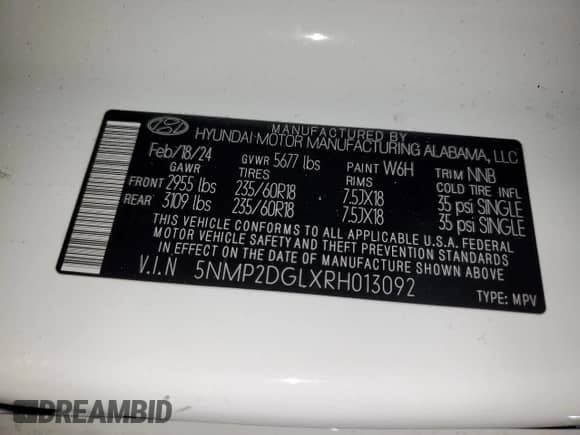 MANUFACTURED BY
HYUNDAI MOTOR MANUFACTURING ALABAMA, LLC
Feb/18/24 GVWR 5677 lbs PAINT W6H TRIM NNB
GAWR TIRES RIMS COLD TIRE INFL
FRONT 2955 lbs 235/60R18 7.5JX18 35 psi SINGLE
REAR 3109 lbs 235/60R18 7.5JX18 35 psi SINGLE
THIS VEHICLE CONFORMS TO ALL APPLICABLE U.S.A. FEDERAL
MOTOR VEHICLE SAFETY AND THEFT PREVENTION STANDARDS
IN EFFECT ON THE DATE OF MANUFACTURE SHOWN ABOVE.
V.I.N 5NMP2DGLXRH013092
TYPE: MPV
DREAMBID